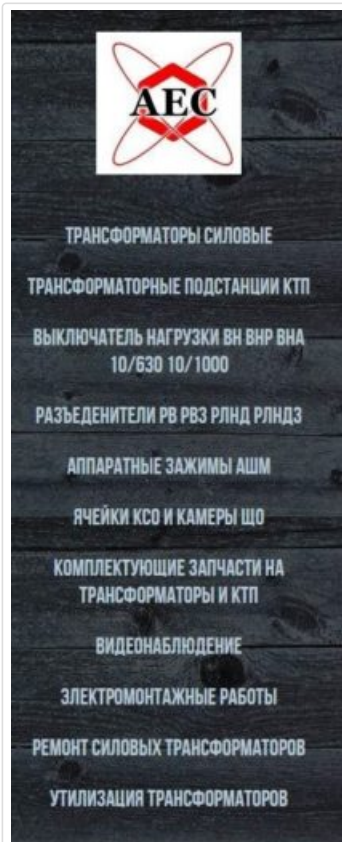 АЕС
ТРАНСФОРМАТОРЫ СИЛОВЫЕ
ТРАНСФОРМАТОРНЫЕ ПОДСТАНЦИИ КТП
ВЫКЛЮЧАТЕЛЬ НАГРУЗКИ ВН ВНР ВНА
10/630 10/1000
РАЗЪЕДЕНИТЕЛИ РВ РВЗ РЛНД РЛНДЗ
АППАРАТНЫЕ ЗАЖИМЫ АШМ
ЯЧЕЙКИ КСО И КАМЕРЫ ЩО
КОМПЛЕКТУЮЩИЕ ЗАПЧАСТИ НА
ТРАНСФОРМАТОРЫ И КТП
ВИДЕОНАБЛЮДЕНИЕ
ЭЛЕКТРОМОНТАЖНЫЕ РАБОТЫ
РЕМОНТ СИЛОВЫХ ТРАНСФОРМАТОРОВ
УТИЛИЗАЦИЯ ТРАНСФОРМАТОРОВ